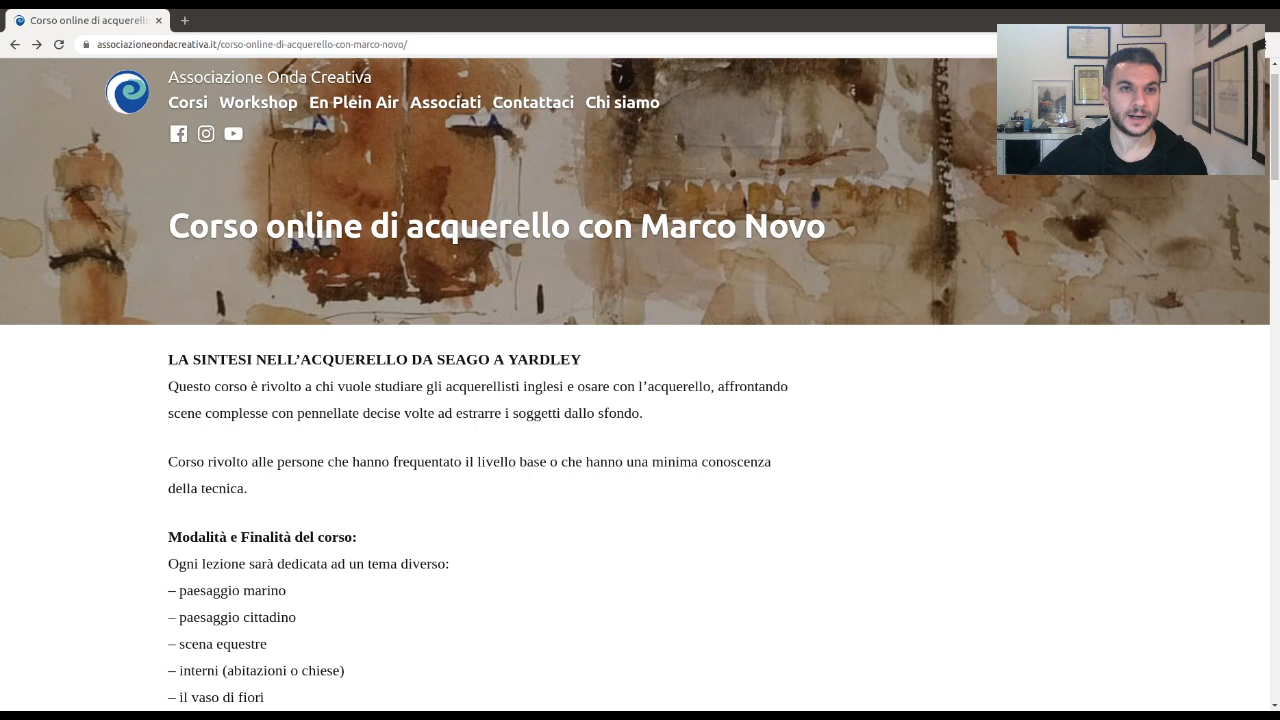 Corso online di acquerello
associazioneondacreativa.it/corso-online-di-acquerello-con-marco-novo/
Associazione Onda Creativa
Corsi Workshop En Plein Air Associati Contattaci Chi siamo
Corso online di acquerello con Marco Novo
LA SINTESI NELL’ACQUERELLO DA SEAGO A YARDLEY
Questo corso è rivolto a chi vuole studiare gli acquerellisti inglesi e osare con l’acquerello, affrontando
scene complesse con pennellate decise volte ad estrarre i soggetti dallo sfondo.
Corso rivolto alle persone che hanno frequentato il livello base o che hanno una minima conoscenza
della tecnica.
Modalità e Finalità del corso:
Ogni lezione sarà dedicata ad un tema diverso:
– paesaggio marino
– paesaggio cittadino
– scena equestre
– interni (abitazioni o chiese)
– il vaso di fiori